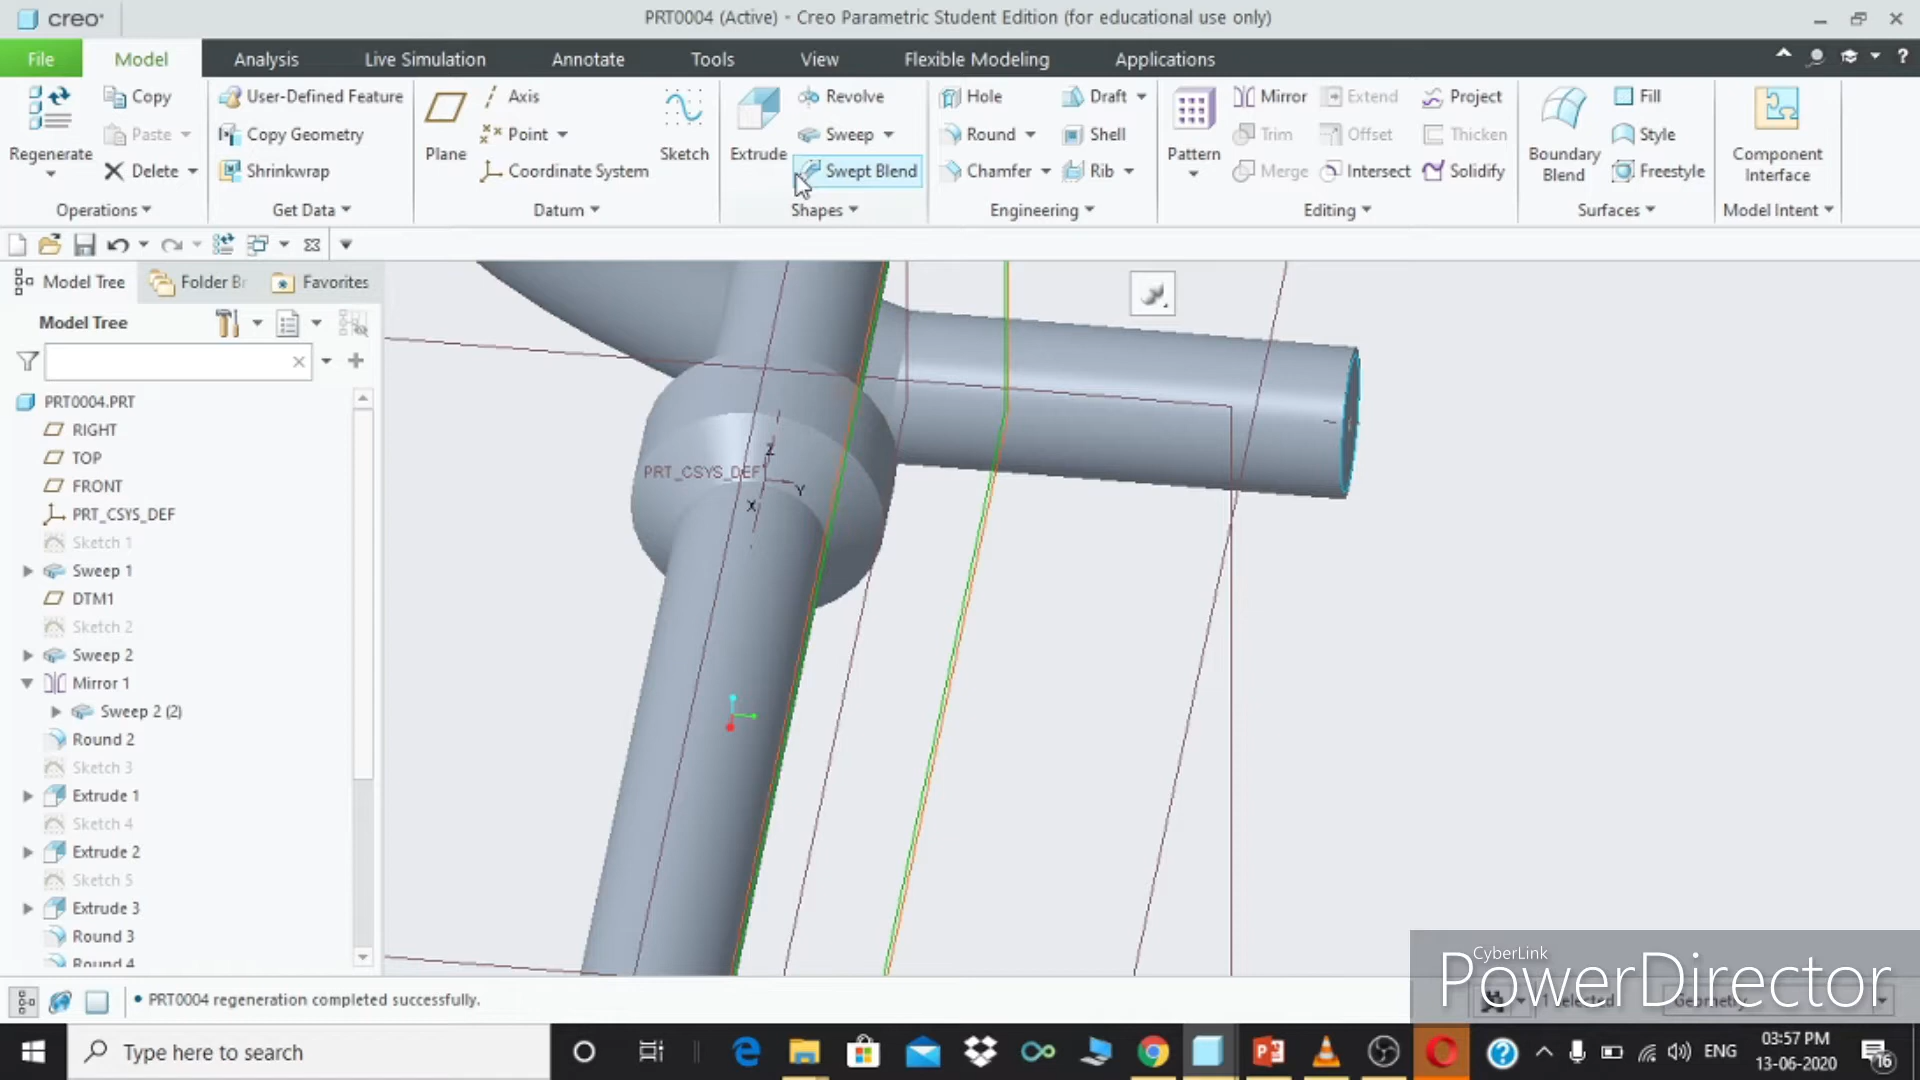 creo
PRT0004 (Active) - Creo Parametric Student Edition (for educational use only)
File Model Analysis Live Simulation Annotate Tools View Flexible Modeling Applications
Regenerate
Copy
Paste
Delete
Operations
User-Defined Feature
Copy Geometry
Shrinkwrap
Get Data
Plane
Axis
Point
Coordinate System
Sketch
Datum
Extrude
Revolve
Sweep
Swept Blend
Shapes
Hole
Round
Chamfer
Draft
Shell
Rib
Engineering
Pattern
Mirror
Trim
Merge
Extend
Offset
Intersect
Project
Thicken
Solidify
Editing
Boundary
Blend
Fill
Style
Freestyle
Surfaces
Component
Interface
Model Intent
Model Tree Folder Br Favorites
Model Tree
PRT0004.PRT
RIGHT
TOP
FRONT
PRT_CSYS_DEF
Sketch 1
Sweep 1
DTM1
Sketch 2
Sweep 2
Mirror 1
Sweep 2 (2)
Round 2
Sketch 3
Extrude 1
Sketch 4
Extrude 2
Sketch 5
Extrude 3
Round 3
Round 4
PRT_CSYS_DEF
Z
Y
X
• PRT0004 regeneration completed successfully.
1 selected
Geometry
CyberLink
PowerDirector
Type here to search
ENG
03:57 PM
13-06-2020
16